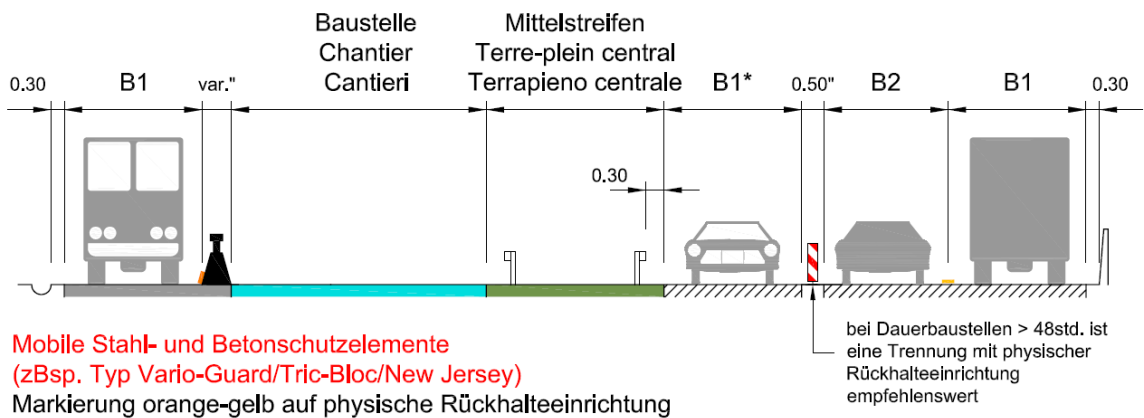 Baustelle
Chantier
Cantieri
Mittelstreifen
Terre-plein central
Terrapieno centrale
0.30
B1
var."
B1*
0.50"
B2
B1
0.30
0.30
bei Dauerbaustellen > 48std. ist
eine Trennung mit physischer
Rückhalteeinrichtung
empfehlenswert
Mobile Stahl- und Betonschutzelemente
(zBsp. Typ Vario-Guard/Tric-Bloc/New Jersey)
Markierung orange-gelb auf physische Rückhalteeinrichtung